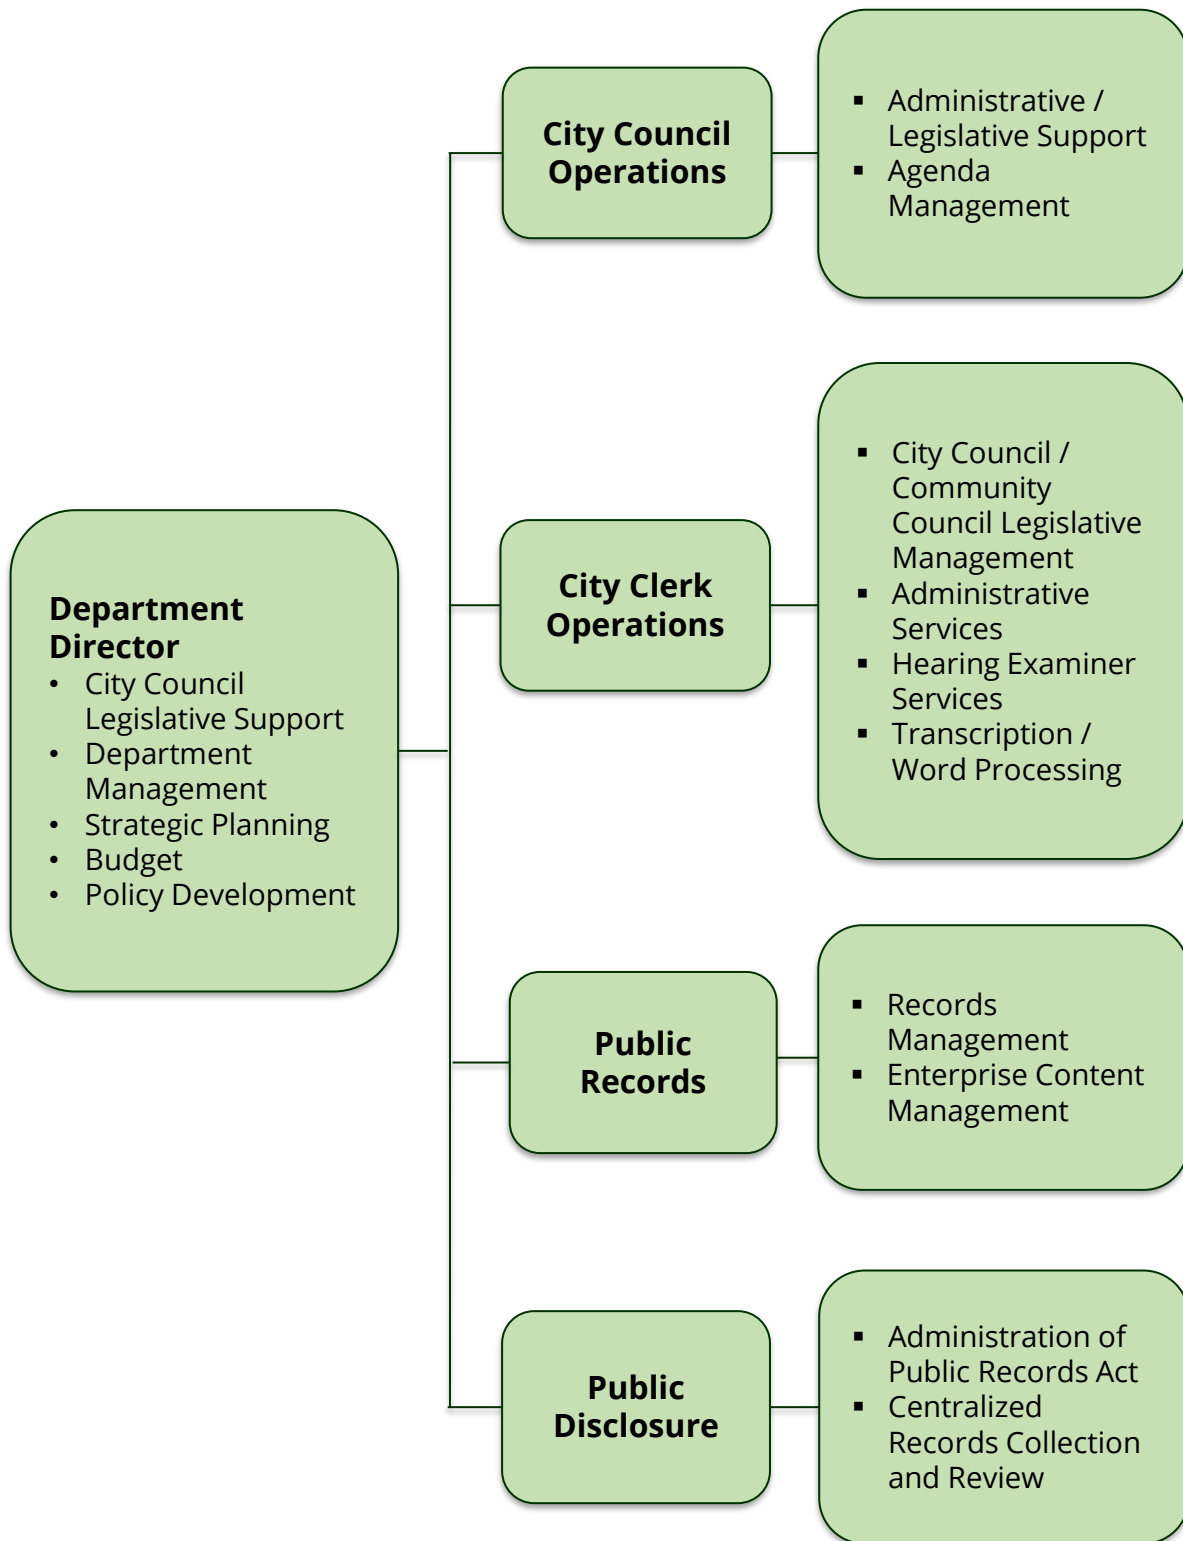 Department
Director
• City Council
Legislative Support
• Department
Management
• Strategic Planning
• Budget
• Policy Development
City Council
Operations
▪ Administrative /
Legislative Support
▪ Agenda
Management
City Clerk
Operations
▪ City Council /
Community
Council Legislative
Management
▪ Administrative
Services
▪ Hearing Examiner
Services
▪ Transcription /
Word Processing
Public
Records
▪ Records
Management
▪ Enterprise Content
Management
Public
Disclosure
▪ Administration of
Public Records Act
▪ Centralized
Records Collection
and Review